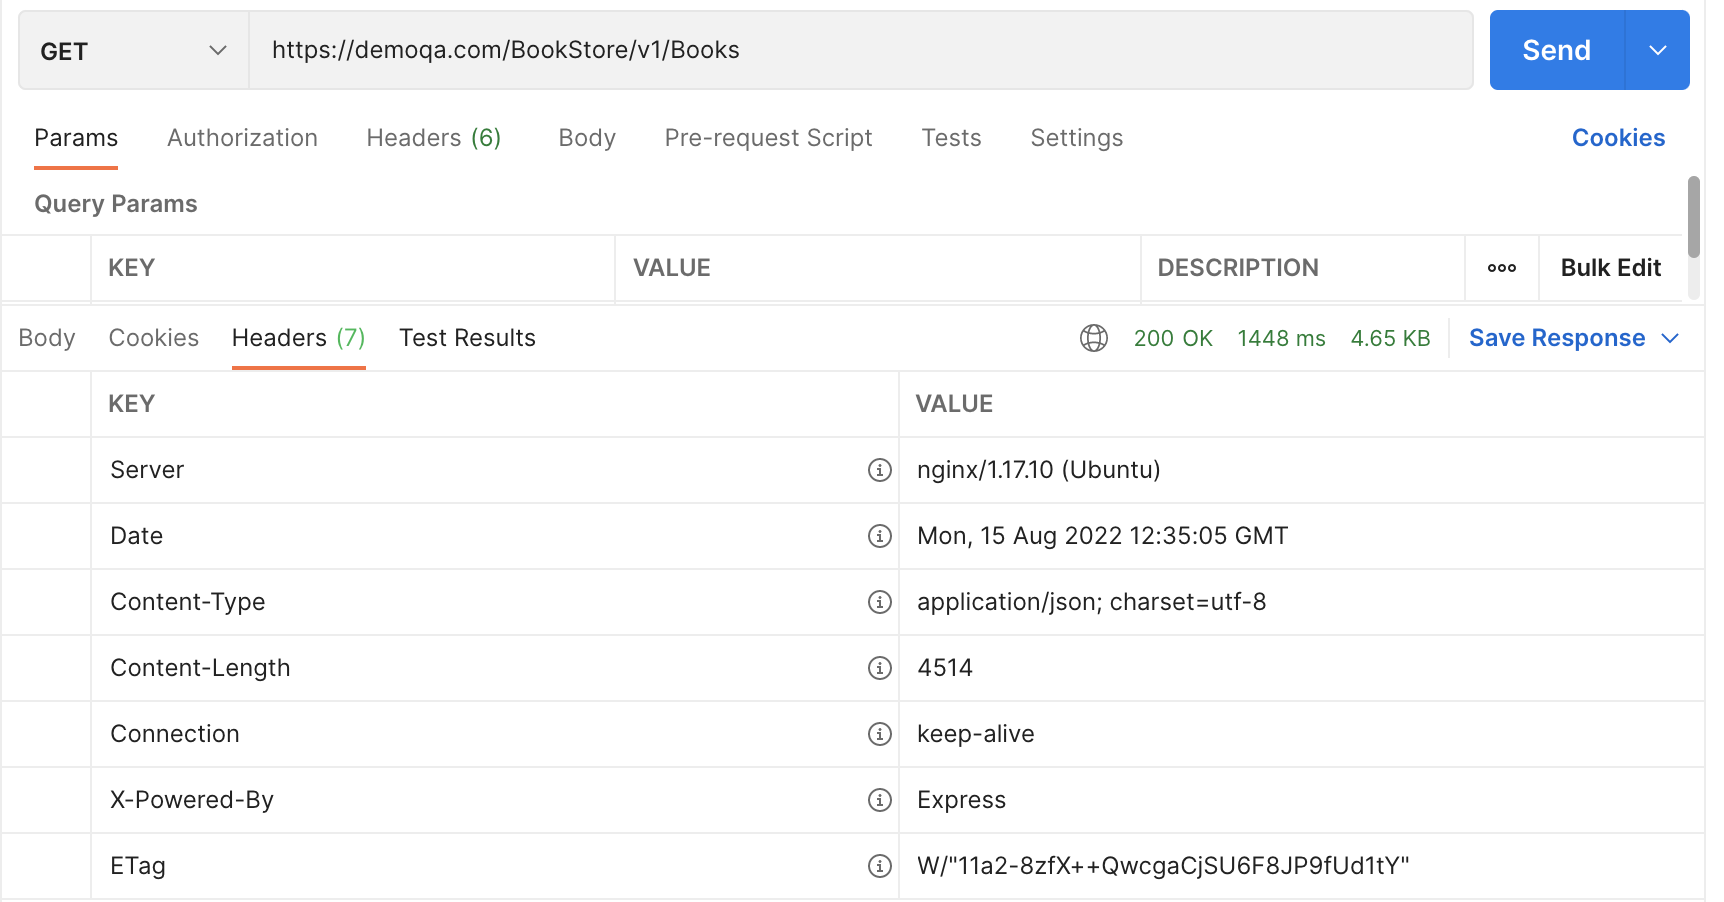 GET https://demoqa.com/BookStore/v1/Books Send
Params Authorization Headers (6) Body Pre-request Script Tests Settings Cookies
Query Params
KEY VALUE DESCRIPTION ooo Bulk Edit
Body Cookies Headers (7) Test Results 200 OK 1448 ms 4.65 KB Save Response
KEY VALUE
Server nginx/1.17.10 (Ubuntu)
Date Mon, 15 Aug 2022 12:35:05 GMT
Content-Type application/json; charset=utf-8
Content-Length 4514
Connection keep-alive
X-Powered-By Express
ETag W/"11a2-8zfX++QwcgaCjSU6F8JP9fUd1tY"